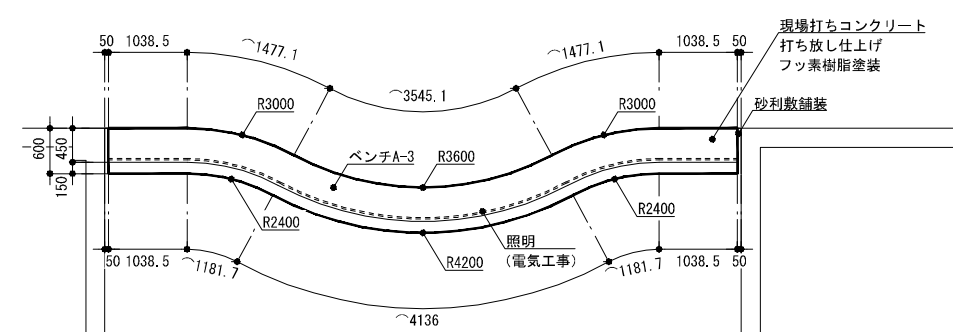 50
1038.5
⌒1477.1
⌒1477.1
1038.5
50
現場打ちコンクリート
打ち放し仕上げ
フッ素樹脂塗装
⌒3545.1
R3000
R3000
砂利敷舗装
600
450
150
ベンチA-3
R3600
R2400
R2400
照明
(電気工事)
R4200
50
1038.5
⌒1181.7
⌒1181.7
1038.5
50
⌒4136